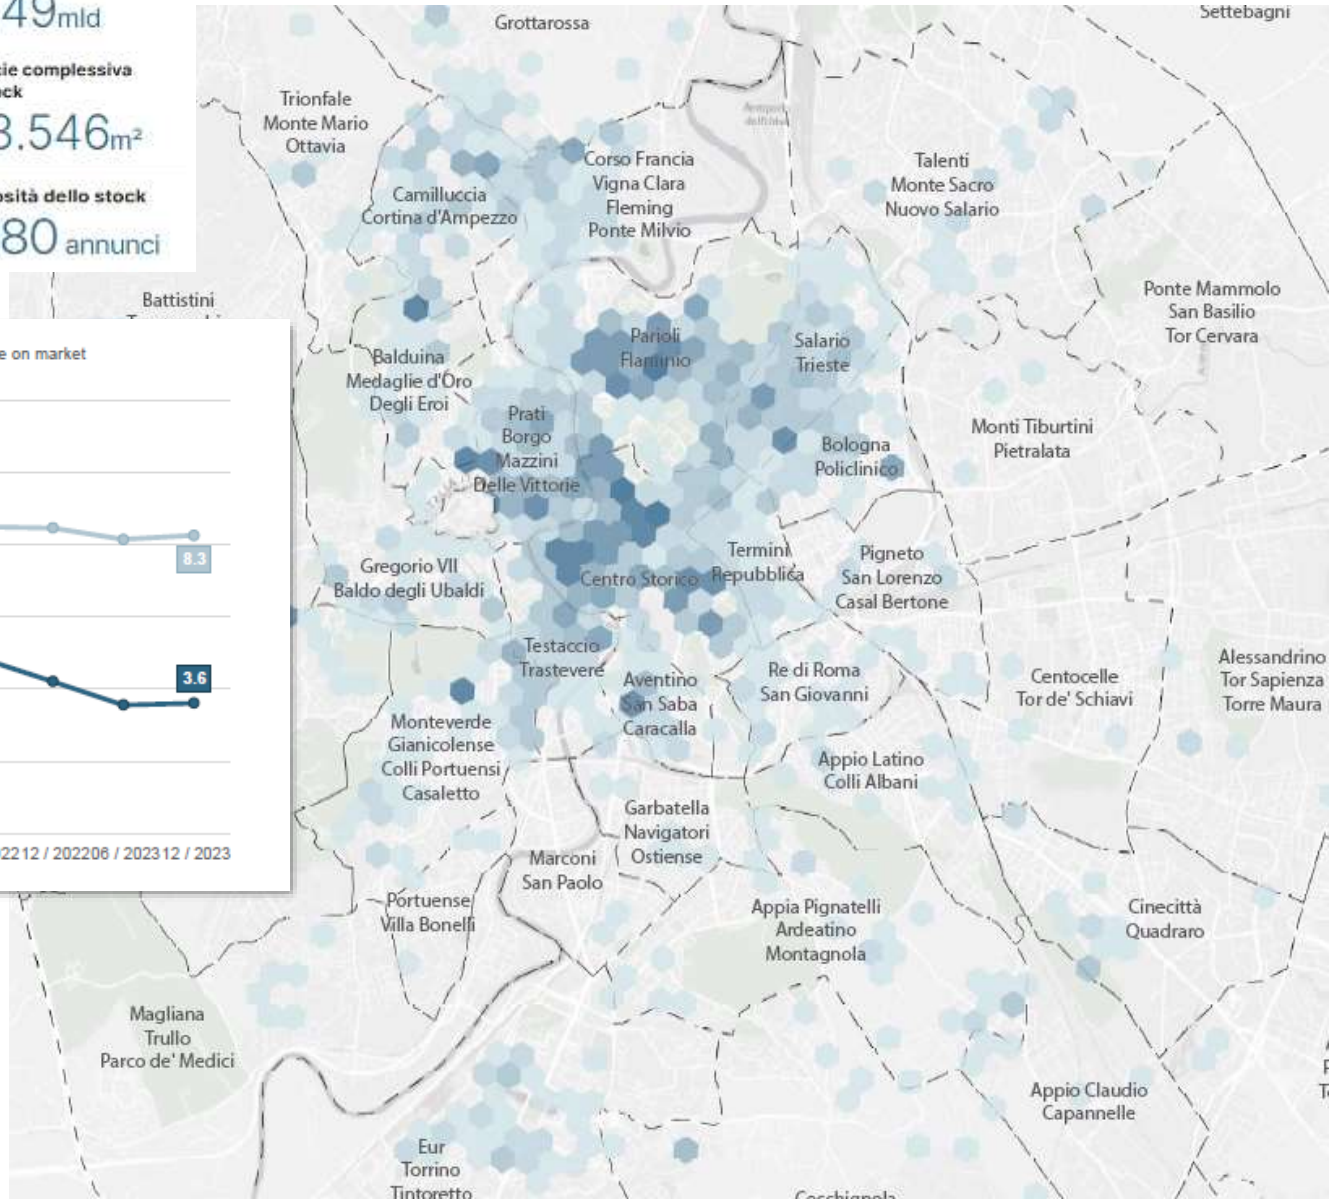 49mld
cie complessiva
ck
3.546m²
osità dello stock
80 annunci
Grottarossa
Settebagni
Trionfale
Monte Mario
Ottavia
Corso Francia
Vigna Clara
Fleming
Ponte Milvio
Camilluccia
Cortina d'Ampezzo
Talenti
Monte Sacro
Nuovo Salario
Battistini
Ponte Mammolo
San Basilio
Tor Cervara
e on market
8.3
3.6
022 12 / 2022 06 / 2023 12 / 2023
Balduina
Medaglie d'Oro
Degli Eroi
Parioli
Flaminio
Salario
Trieste
Prati
Borgo
Mazzini
Delle Vittorie
Bologna
Policlinico
Monti Tiburtini
Pietralata
Gregorio VII
Baldo degli Ubaldi
Centro Storico
Termini
Repubblica
Pigneto
San Lorenzo
Casal Bertone
Testaccio
Trastevere
Aventino
San Saba
Caracalla
Re di Roma
San Giovanni
Centocelle
Tor de' Schiavi
Alessandrino
Tor Sapienza
Torre Maura
Monteverde
Gianicolense
Colli Portuensi
Casaletto
Appio Latino
Colli Albani
Garbatella
Navigatori
Ostiense
Marconi
San Paolo
Portuense
Villa Bonelli
Appia Pignatelli
Ardeatino
Montagnola
Cinecittà
Quadraro
Magliana
Trullo
Parco de' Medici
Appio Claudio
Capannelle
Eur
Torrino
Tintoretto